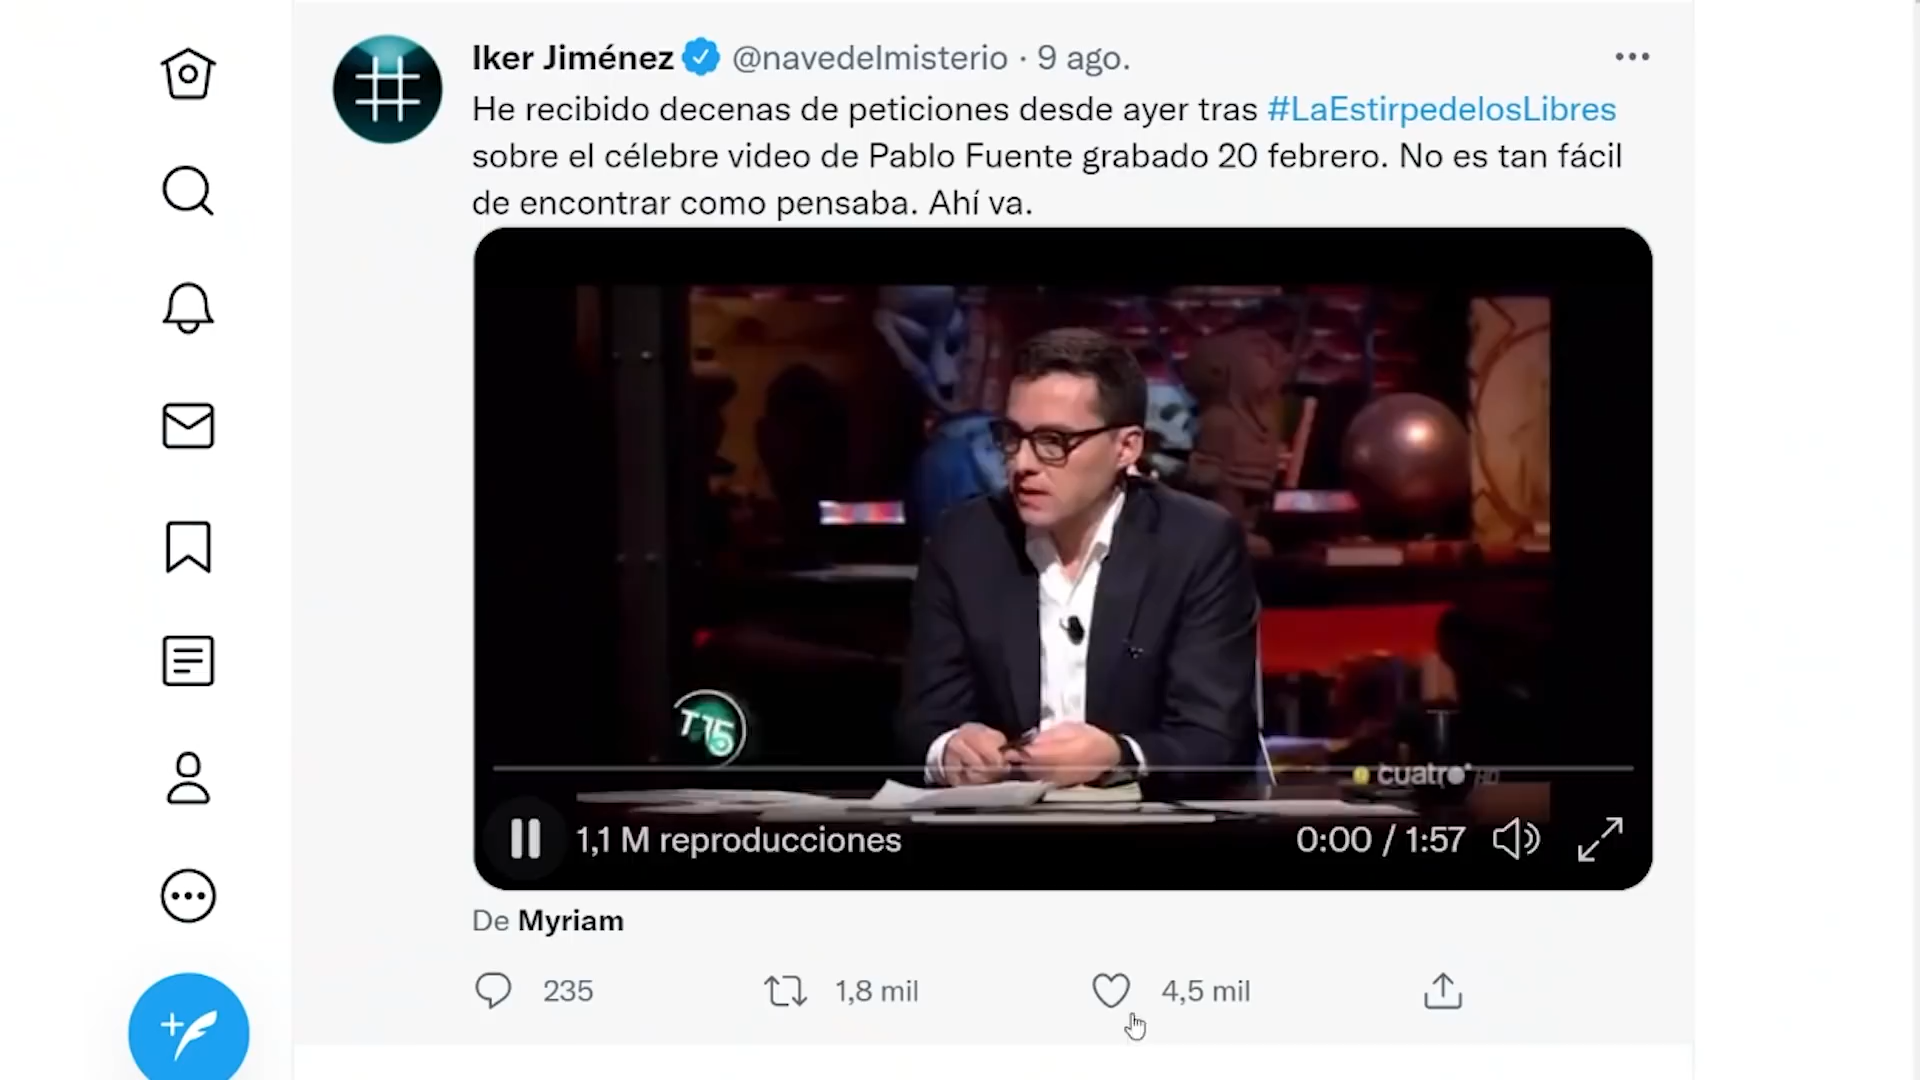 Iker Jiménez @navedelmisterio · 9 ago.
He recibido decenas de peticiones desde ayer tras #LaEstirpedelosLibres
sobre el célebre video de Pablo Fuente grabado 20 febrero. No es tan fácil
de encontrar como pensaba. Ahí va.
T15
cuatro HD
1,1 M reproducciones
0:00 / 1:57
De Myriam
235
1,8 mil
4,5 mil